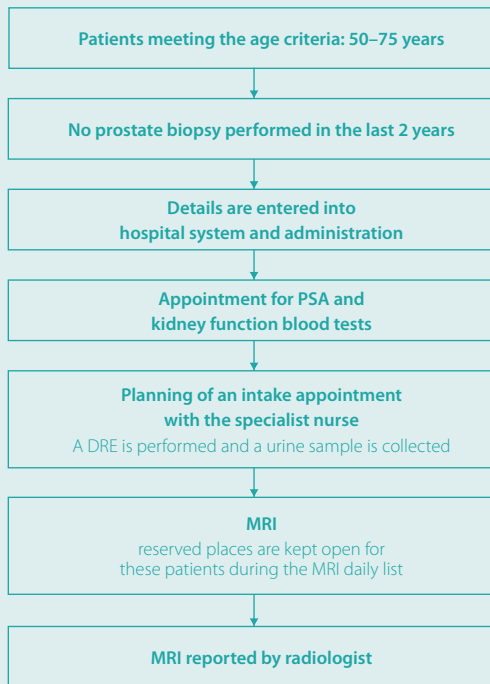 Patients meeting the age criteria: 50–75 years
No prostate biopsy performed in the last 2 years
Details are entered into
hospital system and administration
Appointment for PSA and
kidney function blood tests
Planning of an intake appointment
with the specialist nurse
A DRE is performed and a urine sample is collected
MRI
reserved places are kept open for
these patients during the MRI daily list
MRI reported by radiologist